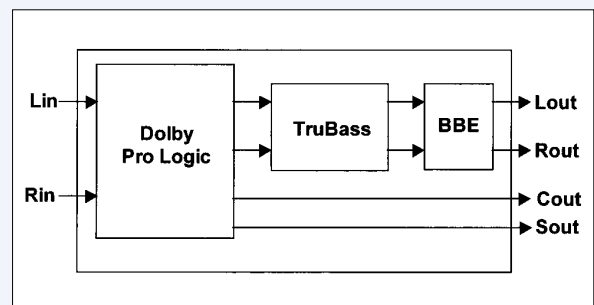 Lin
Rin
Dolby
Pro Logic
TruBass
BBE
Lout
Rout
Cout
Sout